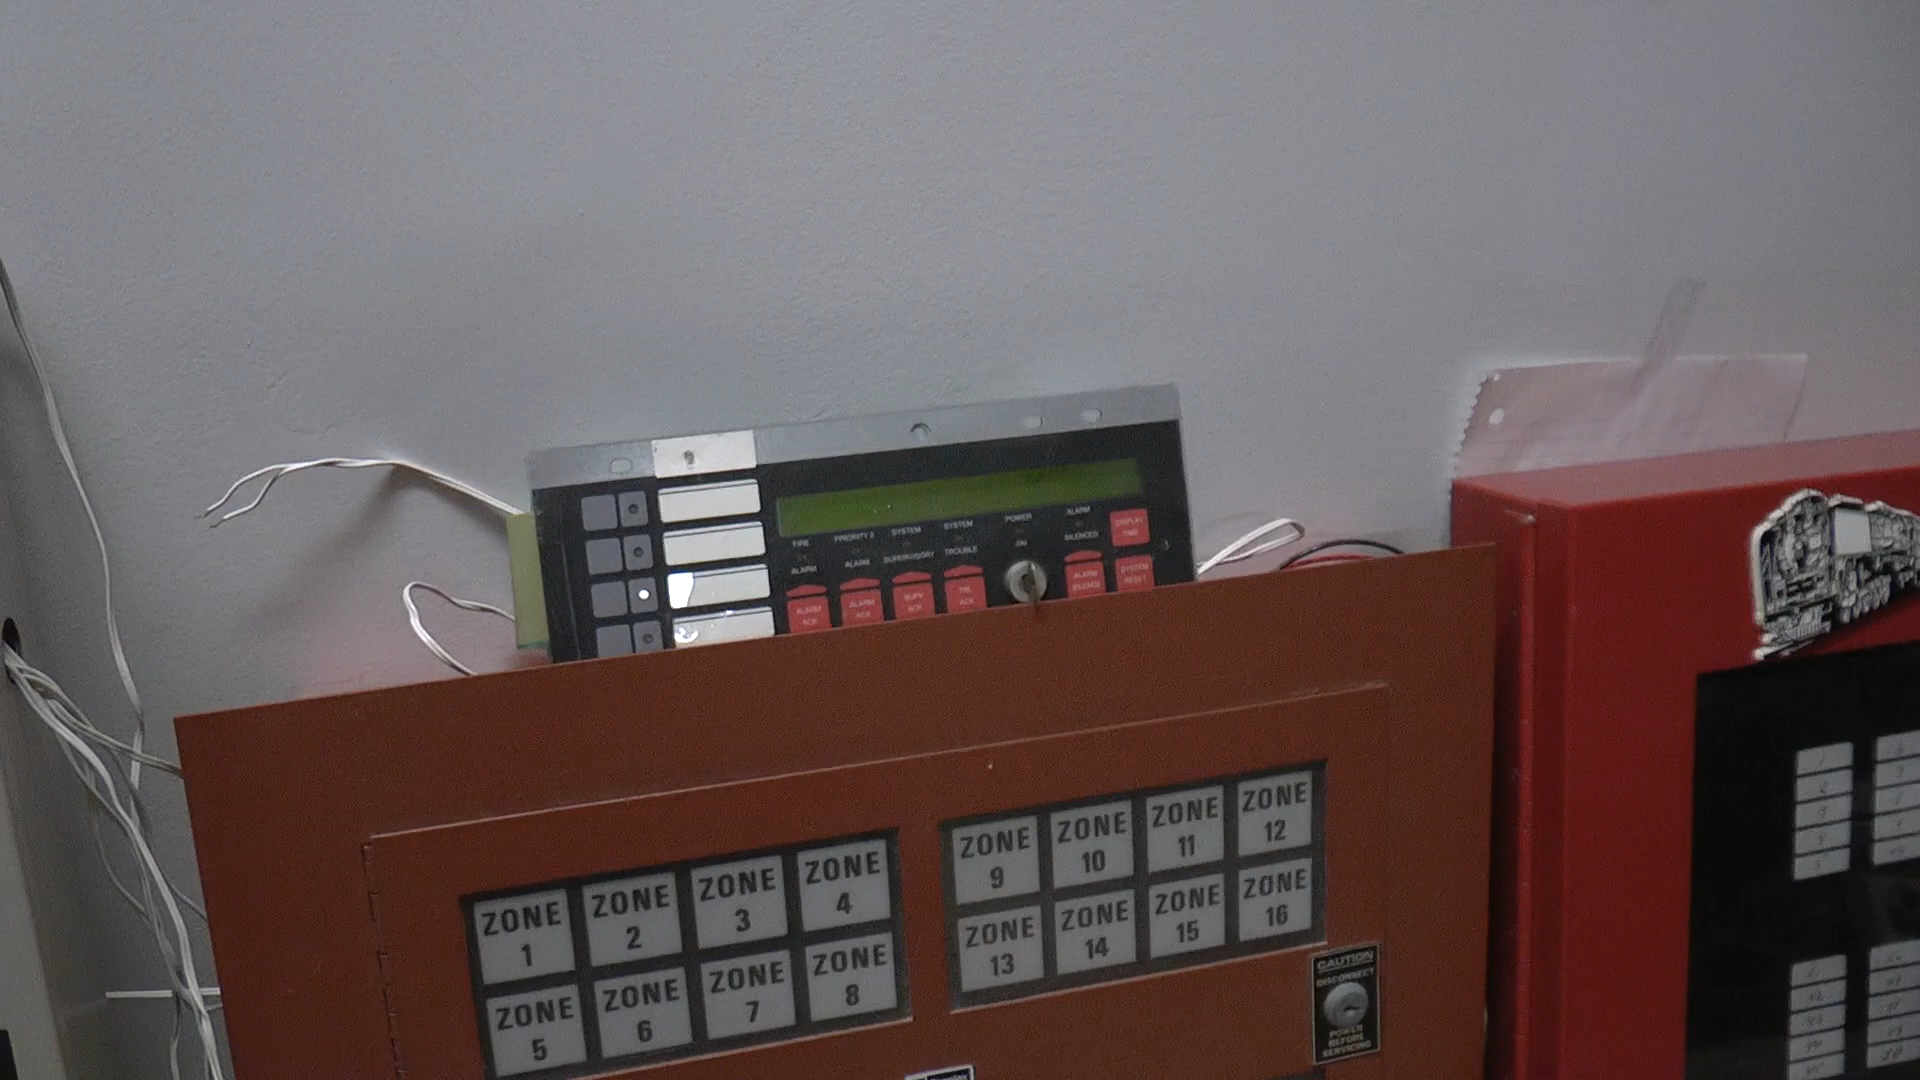 FIRE
ALARM
PRIORITY 2
ALARM
SYSTEM
SUPERVISORY
SYSTEM
TROUBLE
POWER
ON
ALARM
SILENCED
DISPLAY
TIME
ALARM
ACK
ALARM
ACK
SUPV
ACK
TBL
ACK
ALARM
SILENCE
SYSTEM
RESET
ZONE
1
ZONE
2
ZONE
3
ZONE
4
ZONE
5
ZONE
6
ZONE
7
ZONE
8
ZONE
9
ZONE
10
ZONE
11
ZONE
12
ZONE
13
ZONE
14
ZONE
15
ZONE
16
CAUTION
DISCONNECT
POWER
BEFORE
SERVICING